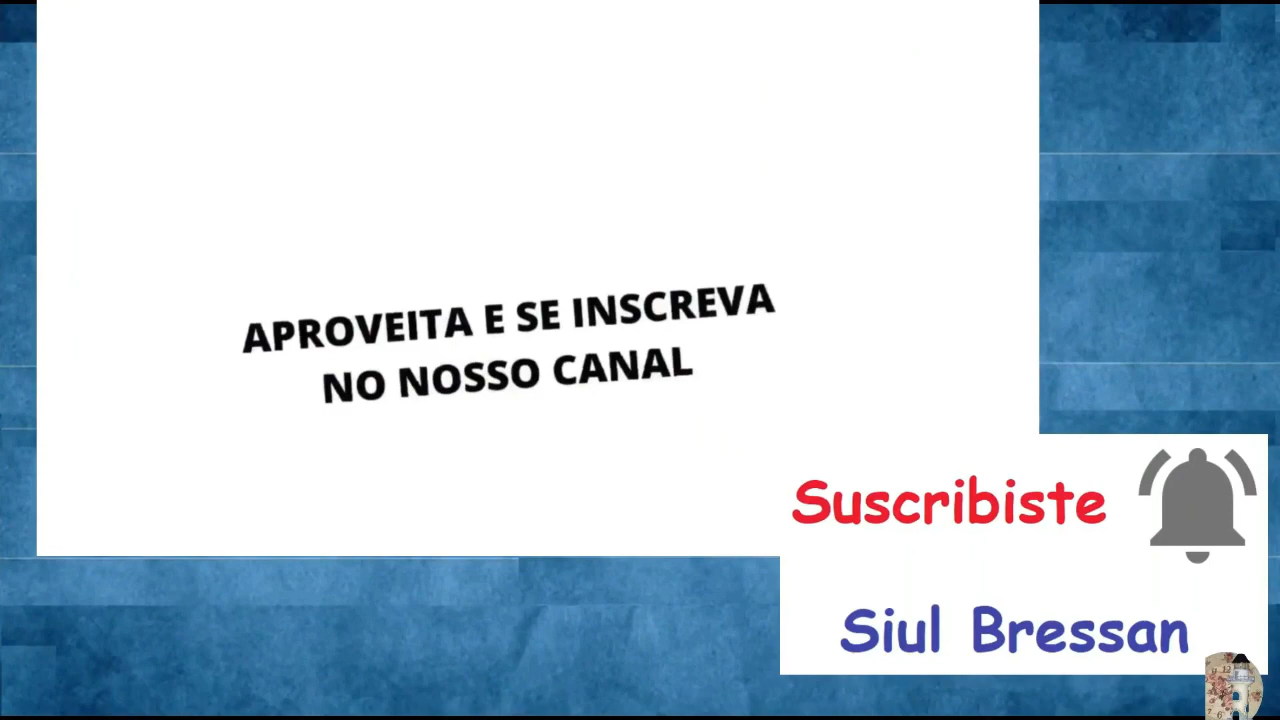 APROVEITA E SE INSCREVA
NO NOSSO CANAL
Suscribiste
Siul Bressan